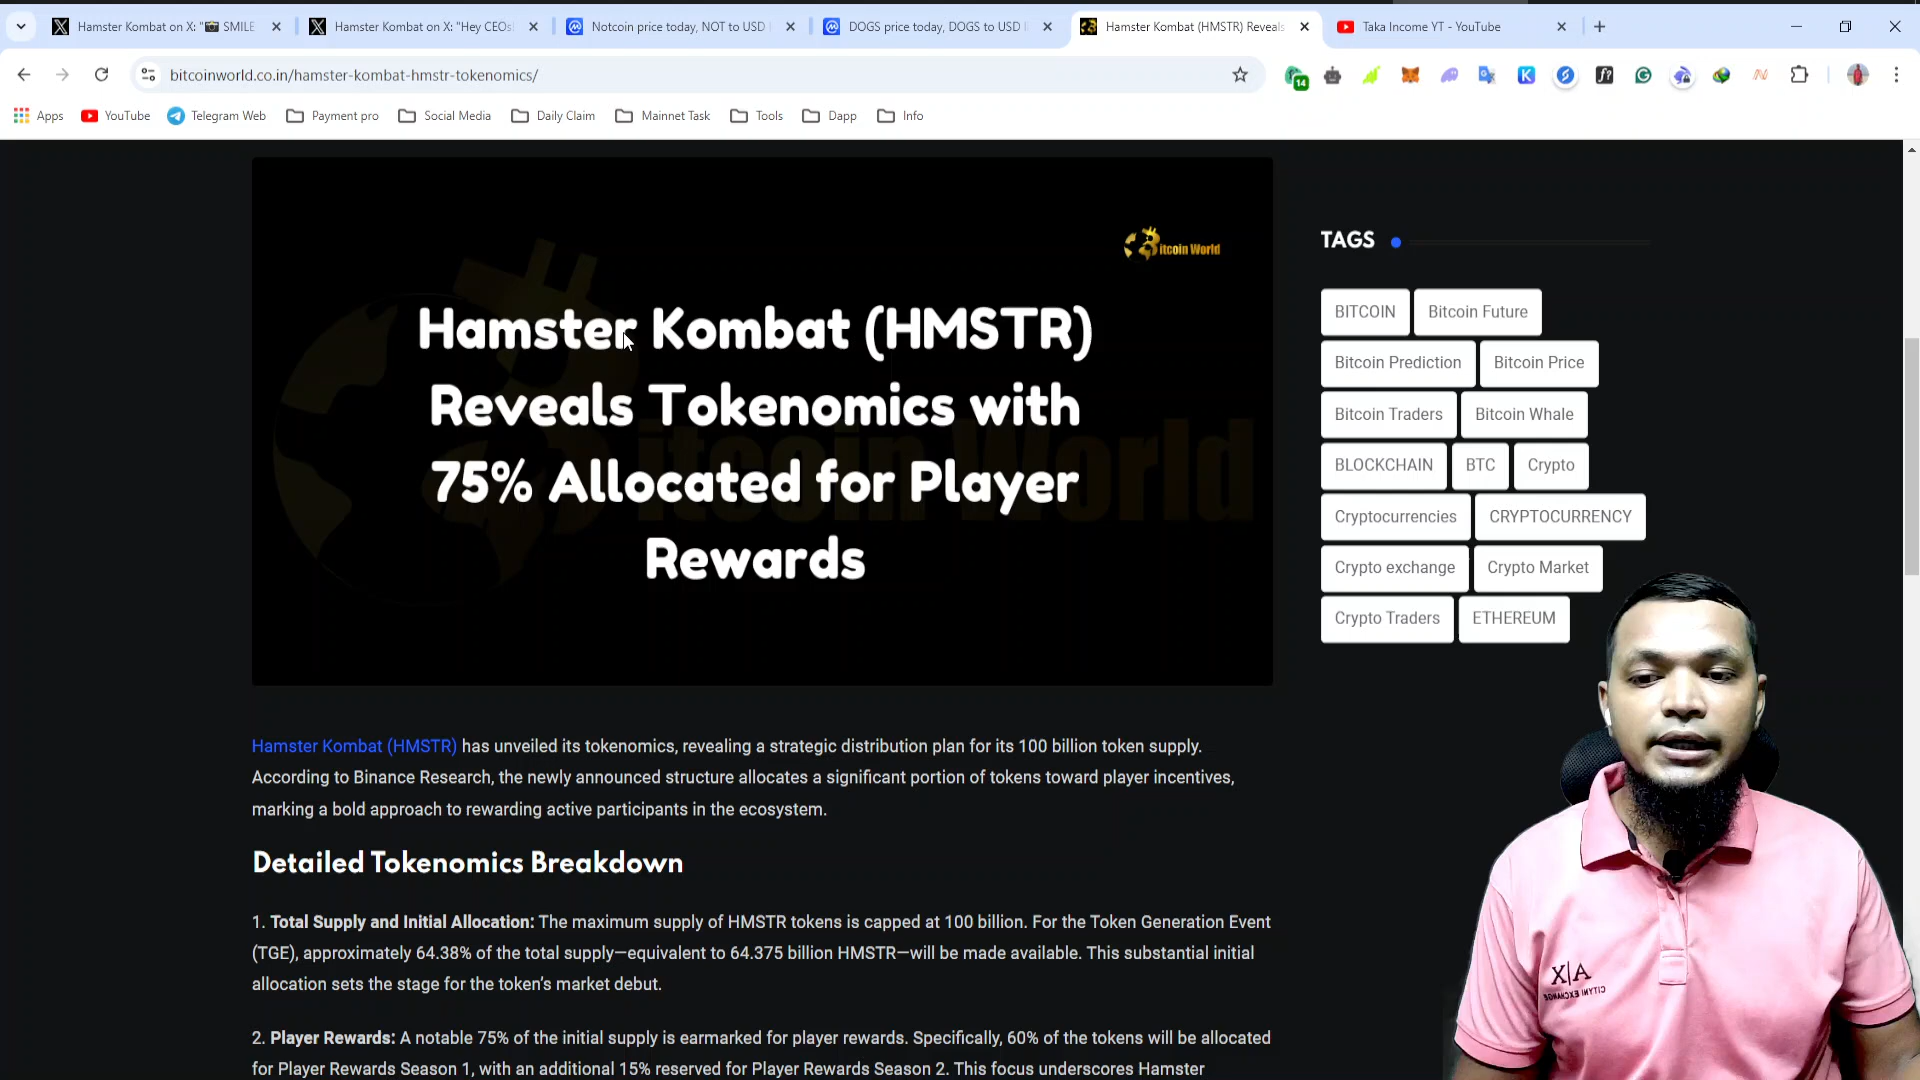 Hamster Kombat on X: "📸 SMILE
Hamster Kombat on X: "Hey CEOs!
Notcoin price today, NOT to USD
DOGS price today, DOGS to USD
Hamster Kombat (HMSTR) Reveals
Taka Income YT - YouTube
bitcoinworld.co.in/hamster-kombat-hmstr-tokenomics/
14
Apps
YouTube
Telegram Web
Payment pro
Social Media
Daily Claim
Mainnet Task
Tools
Dapp
Info
Bitcoin World
Hamster Kombat (HMSTR)
Reveals Tokenomics with
75% Allocated for Player
Rewards
TAGS
BITCOIN Bitcoin Future
Bitcoin Prediction Bitcoin Price
Bitcoin Traders Bitcoin Whale
BLOCKCHAIN BTC Crypto
Cryptocurrencies CRYPTOCURRENCY
Crypto exchange Crypto Market
Crypto Traders ETHEREUM
Hamster Kombat (HMSTR) has unveiled its tokenomics, revealing a strategic distribution plan for its 100 billion token supply.
According to Binance Research, the newly announced structure allocates a significant portion of tokens toward player incentives,
marking a bold approach to rewarding active participants in the ecosystem.
Detailed Tokenomics Breakdown
1. Total Supply and Initial Allocation: The maximum supply of HMSTR tokens is capped at 100 billion. For the Token Generation Event
(TGE), approximately 64.38% of the total supply—equivalent to 64.375 billion HMSTR—will be made available. This substantial initial
allocation sets the stage for the token's market debut.
2. Player Rewards: A notable 75% of the initial supply is earmarked for player rewards. Specifically, 60% of the tokens will be allocated
for Player Rewards Season 1, with an additional 15% reserved for Player Rewards Season 2. This focus underscores Hamster
A|X